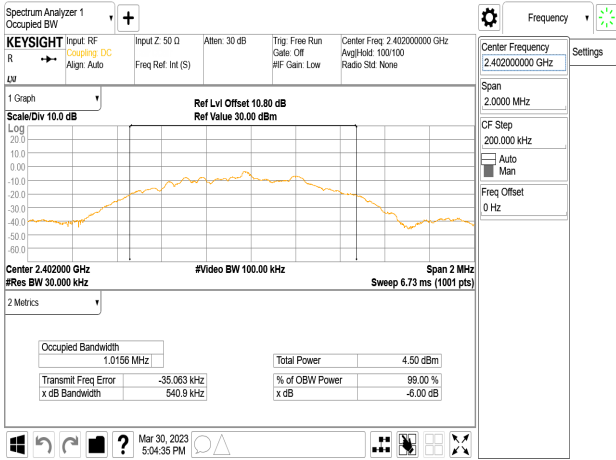 Spectrum Analyzer 1
Occupied BW
Frequency
KEYSIGHT
R
Input: RF
Coupling: DC
Align: Auto
Input Z: 50 Ω
Freq Ref: Int (S)
Atten: 30 dB
Trig: Free Run
Gate: Off
#IF Gain: Low
Center Freq: 2.402000000 GHz
Avg|Hold: 100/100
Radio Std: None
1 Graph
Scale/Div 10.0 dB
Ref Lvl Offset 10.80 dB
Ref Value 30.00 dBm
Log
20.0
10.0
0.00
-10.0
-20.0
-30.0
-40.0
-50.0
-60.0
Center 2.402000 GHz
#Res BW 30.000 kHz
#Video BW 100.00 kHz
Span 2 MHz
Sweep 6.73 ms (1001 pts)
2 Metrics
Occupied Bandwidth
1.0156 MHz
Total Power 4.50 dBm
Transmit Freq Error -35.063 kHz
% of OBW Power 99.00 %
x dB Bandwidth 540.9 kHz
x dB -6.00 dB
Mar 30, 2023
5:04:35 PM
Center Frequency
2.402000000 GHz
Settings
Span
2.0000 MHz
CF Step
200.000 kHz
Auto
Man
Freq Offset
0 Hz